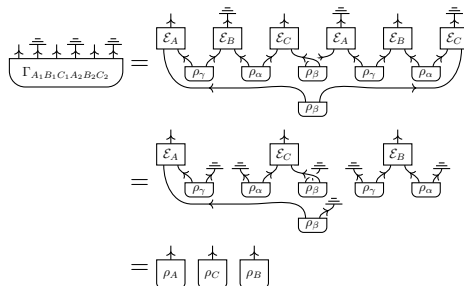 ℰ_A ℰ_B ℰ_C ℰ_A ℰ_B ℰ_C
Γ_{A₁B₁C₁A₂B₂C₂} = ρ_γ ρ_α ρ_β ρ_γ ρ_α
ρ_β
ℰ_A ℰ_C ℰ_B
= ρ_γ ρ_α ρ_β ρ_γ ρ_α
ρ_β
= ρ_A ρ_C ρ_B